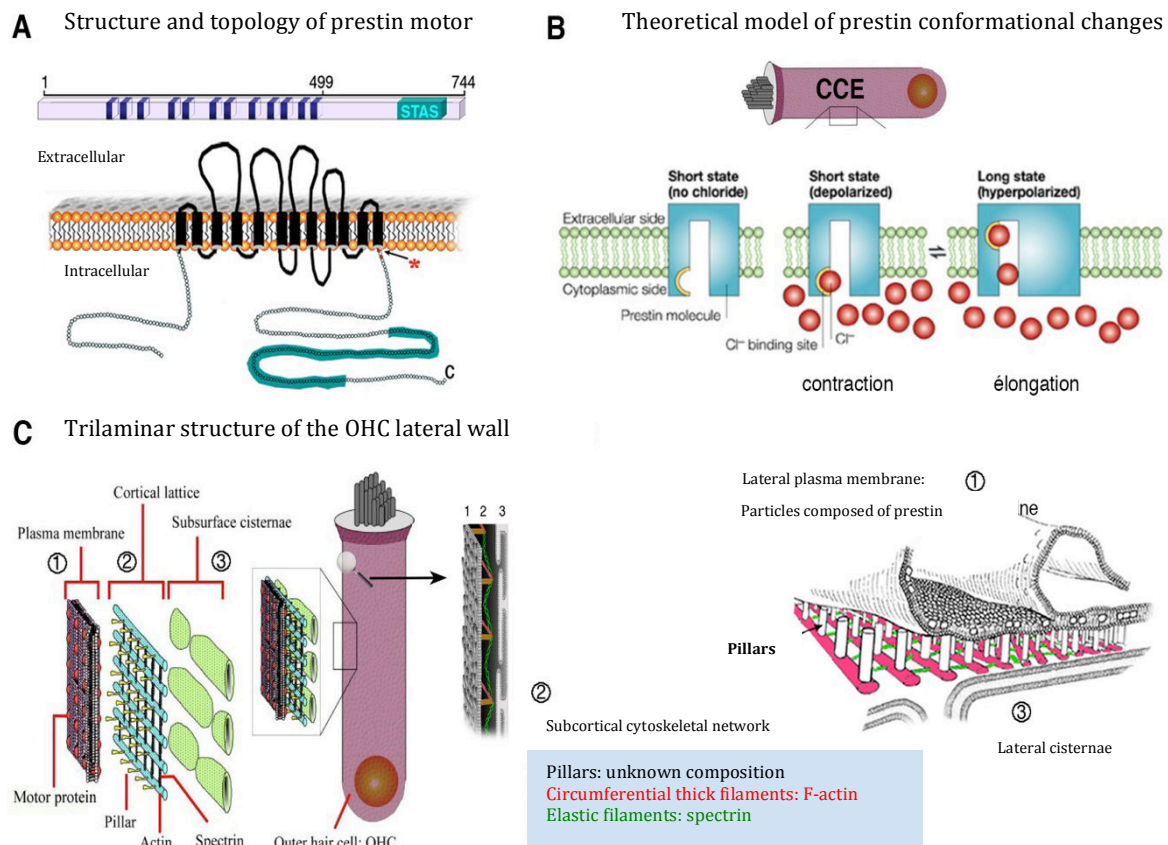 A Structure and topology of prestin motor
1 499 744
STAS
Extracellular
Intracellular
*
C
B Theoretical model of prestin conformational changes
CCE
Short state
(no chloride)
Short state
(depolarized)
Long state
(hyperpolarized)
Extracellular side
Cytoplasmic side
Prestin molecule
Cl⁻ binding site
Cl⁻
contraction
élongation
C Trilaminar structure of the OHC lateral wall
Cortical lattice
Plasma membrane
Subsurface cisternae
① ② ③
Motor protein
Pillar
Actin
Spectrin
Outer hair cell: OHC
1 2 3
Lateral plasma membrane: ①
Particles composed of prestin
ne
Pillars
②
Subcortical cytoskeletal network
③
Lateral cisternae
Pillars: unknown composition
Circumferential thick filaments: F-actin
Elastic filaments: spectrin